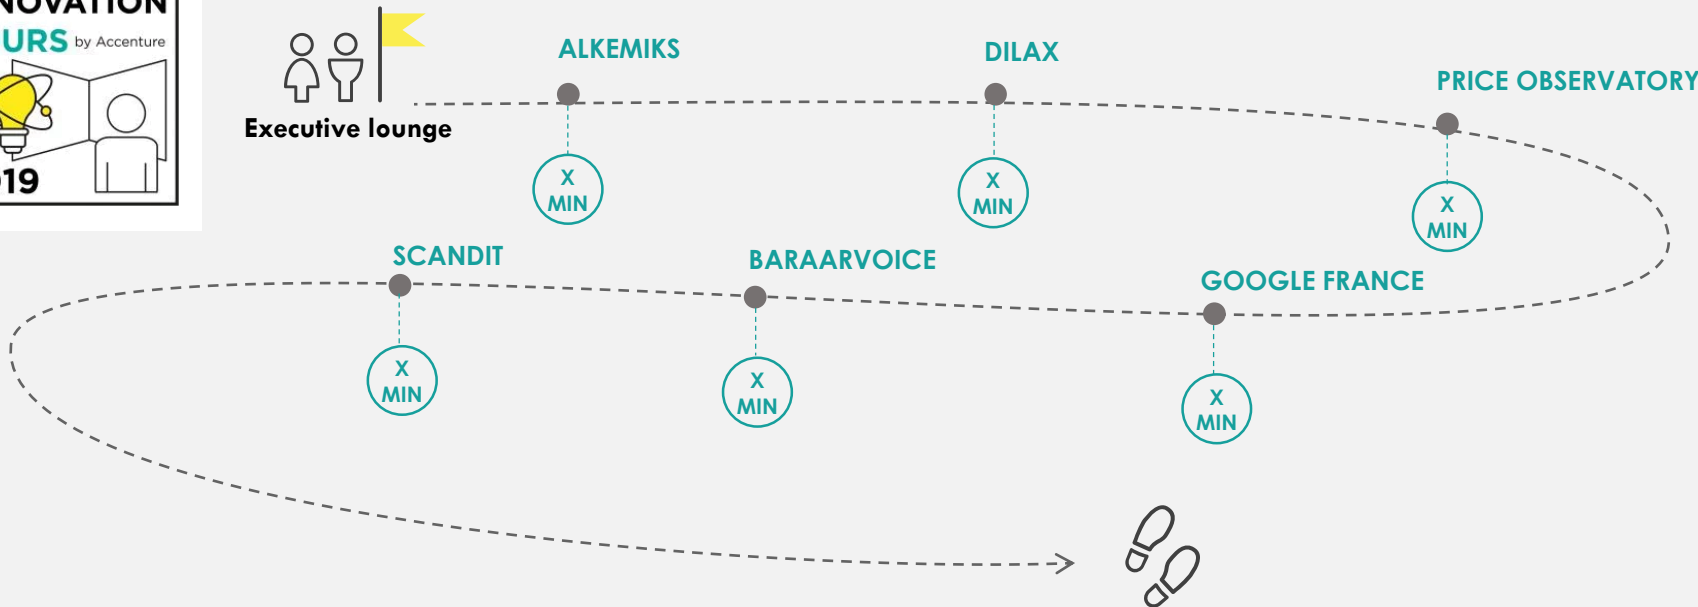 NOVATION
URS by Accenture
19
Executive lounge
ALKEMIKS
X
MIN
DILAX
X
MIN
PRICE OBSERVATORY
X
MIN
GOOGLE FRANCE
X
MIN
BARAARVOICE
X
MIN
SCANDIT
X
MIN